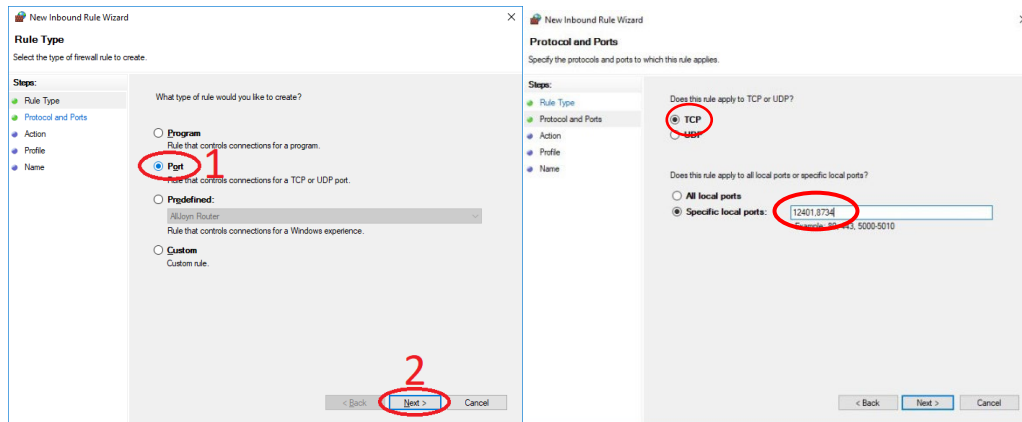 New Inbound Rule Wizard
Rule Type
Select the type of firewall rule to create.
Steps:
Rule Type
Protocol and Ports
Action
Profile
Name
What type of rule would you like to create?
Program
Rule that controls connections for a program.
Port
Rule that controls connections for a TCP or UDP port.
Predefined:
AllJoyn Router
Rule that controls connections for a Windows experience.
Custom
Custom rule.
1
2
< Back
Next >
Cancel
New Inbound Rule Wizard
Protocol and Ports
Specify the protocols and ports to which this rule applies.
Steps:
Rule Type
Protocol and Ports
Action
Profile
Name
Does this rule apply to TCP or UDP?
TCP
UDP
Does this rule apply to all local ports or specific local ports?
All local ports
Specific local ports:
12401,8734
Example: 80, 443, 5000-5010
< Back
Next >
Cancel